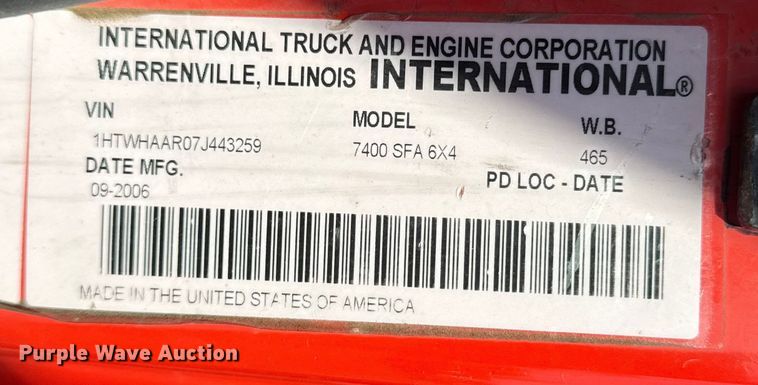 INTERNATIONAL TRUCK AND ENGINE CORPORATION
WARRENVILLE, ILLINOIS INTERNATIONAL®
VIN MODEL W.B.
1HTWHAAR07J443259 7400 SFA 6X4 465
DATE MFG. PD LOC - DATE
09-2006
MADE IN THE UNITED STATES OF AMERICA
Purple Wave Auction